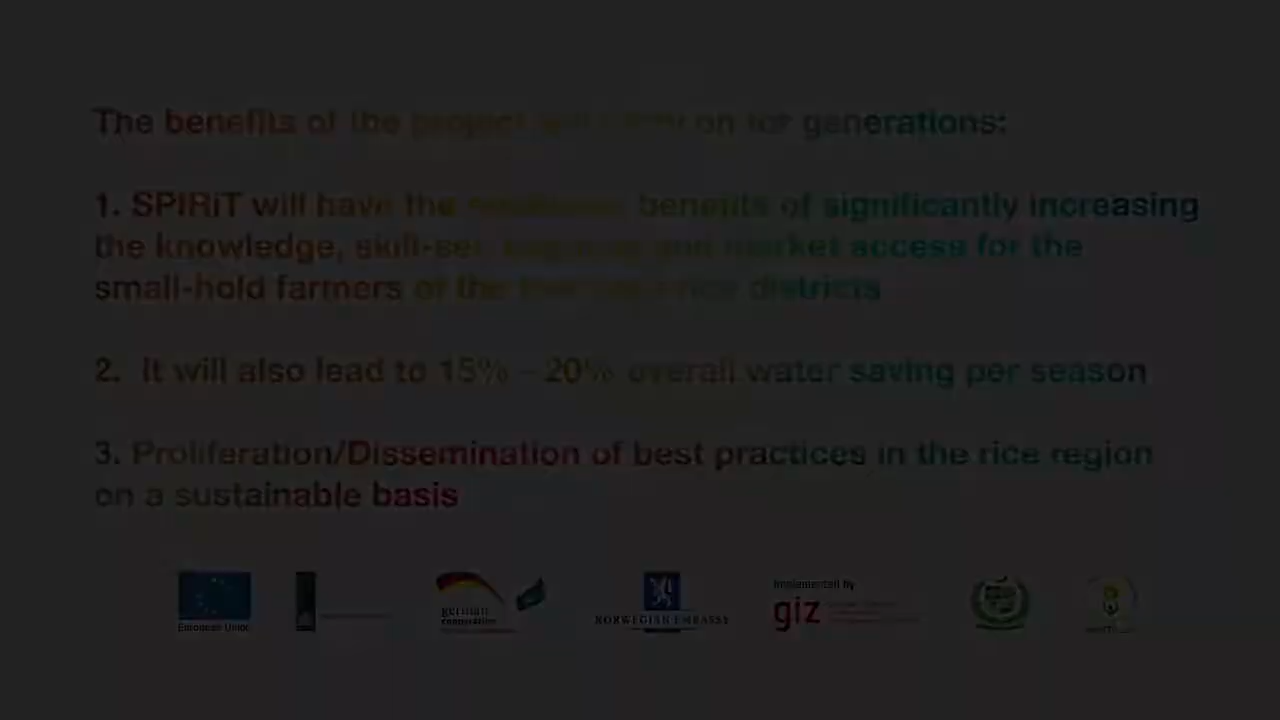 The benefits of the project will carry on for generations:
1. SPIRiT will have the benefits of significantly increasing
the knowledge, skill-set, and market access for the
small-hold farmers of the rice districts
2. It will also lead to 15% - 20% overall water saving per season
3. Proliferation/Dissemination of best practices in the rice region
on a sustainable basis
European Union
german
cooperation
NORWEGIAN EMBASSY
Implemented by
giz